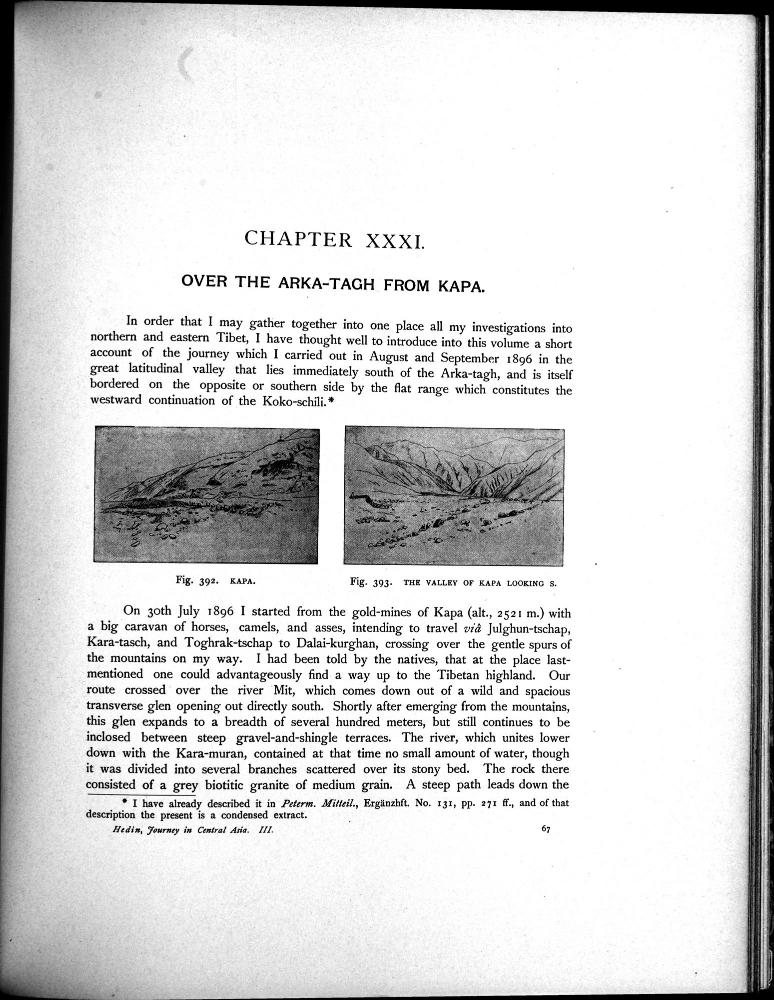 CHAPTER XXXI.
OVER THE ARKA-TAGH FROM KAPA.
In order that I may gather together into one place all my investigations into
northern and eastern Tibet, I have thought well to introduce into this volume a short
account of the journey which I carried out in August and September 1896 in the
great latitudinal valley that lies immediately south of the Arka-tagh, and is itself
bordered on the opposite or southern side by the flat range which constitutes the
westward continuation of the Koko-schili.*
Fig. 392. KAPA.
Fig. 393. THE VALLEY OF KAPA LOOKING S.
On 30th July 1896 I started from the gold-mines of Kapa (alt., 2521 m.) with
a big caravan of horses, camels, and asses, intending to travel viâ Julghun-tschap,
Kara-tasch, and Toghrak-tschap to Dalai-kurghan, crossing over the gentle spurs of
the mountains on my way. I had been told by the natives, that at the place last-
mentioned one could advantageously find a way up to the Tibetan highland. Our
route crossed over the river Mit, which comes down out of a wild and spacious
transverse glen opening out directly south. Shortly after emerging from the mountains,
this glen expands to a breadth of several hundred meters, but still continues to be
inclosed between steep gravel-and-shingle terraces. The river, which unites lower
down with the Kara-muran, contained at that time no small amount of water, though
it was divided into several branches scattered over its stony bed. The rock there
consisted of a grey biotitic granite of medium grain. A steep path leads down the
* I have already described it in Peterm. Mitteil., Ergänzhft. No. 131, pp. 271 ff., and of that
description the present is a condensed extract.
Hedin, Journey in Central Asia. III.
67